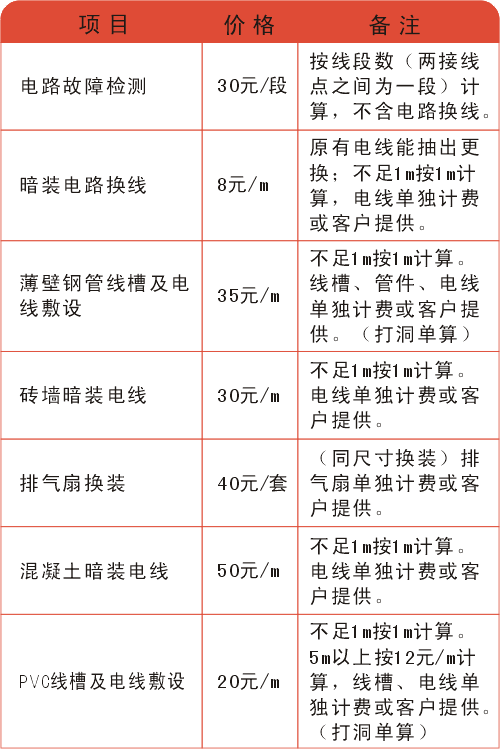 项目 价格 备注
电路故障检测 30元/段 按线段数（两接线
点之间为一段）计
算，不含电路换线。
暗装电路换线 8元/m 原有电线能抽出更
换；不足1m按1m计
算，电线单独计费
或客户提供。
薄壁钢管线槽及电
线敷设
35元/m
不足1m按1m计算。
线槽、管件、电线
单独计费或客户提
供。（打洞单算）
砖墙暗装电线 30元/m 不足1m按1m计算。
电线单独计费或客
户提供。
排气扇换装 40元/套 （同尺寸换装）排
气扇单独计费或客
户提供。
混凝土暗装电线 50元/m 不足1m按1m计算。
电线单独计费或客
户提供。
PVC线槽及电线敷设 20元/m 不足1m按1m计算。
5m以上按12元/m计
算，线槽、电线单
独计费或客户提供。
（打洞单算）